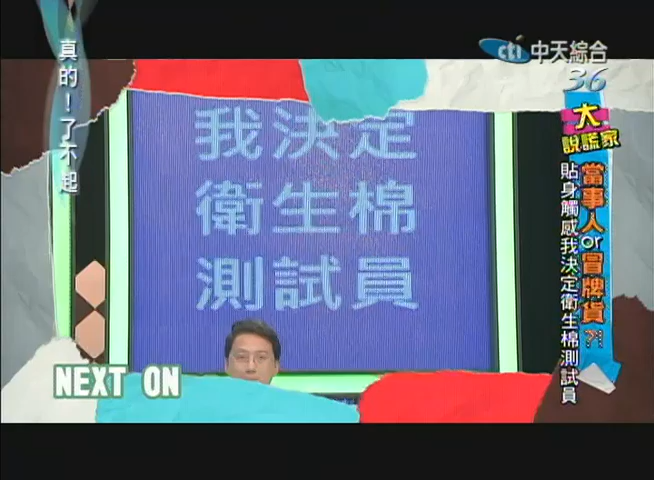 真的！了不起
cti 中天綜合
36
大
說謊家
當事人or冒牌貨?!
貼身觸感我決定衛生棉測試員
我決定
衛生棉
測試員
NEXT ON